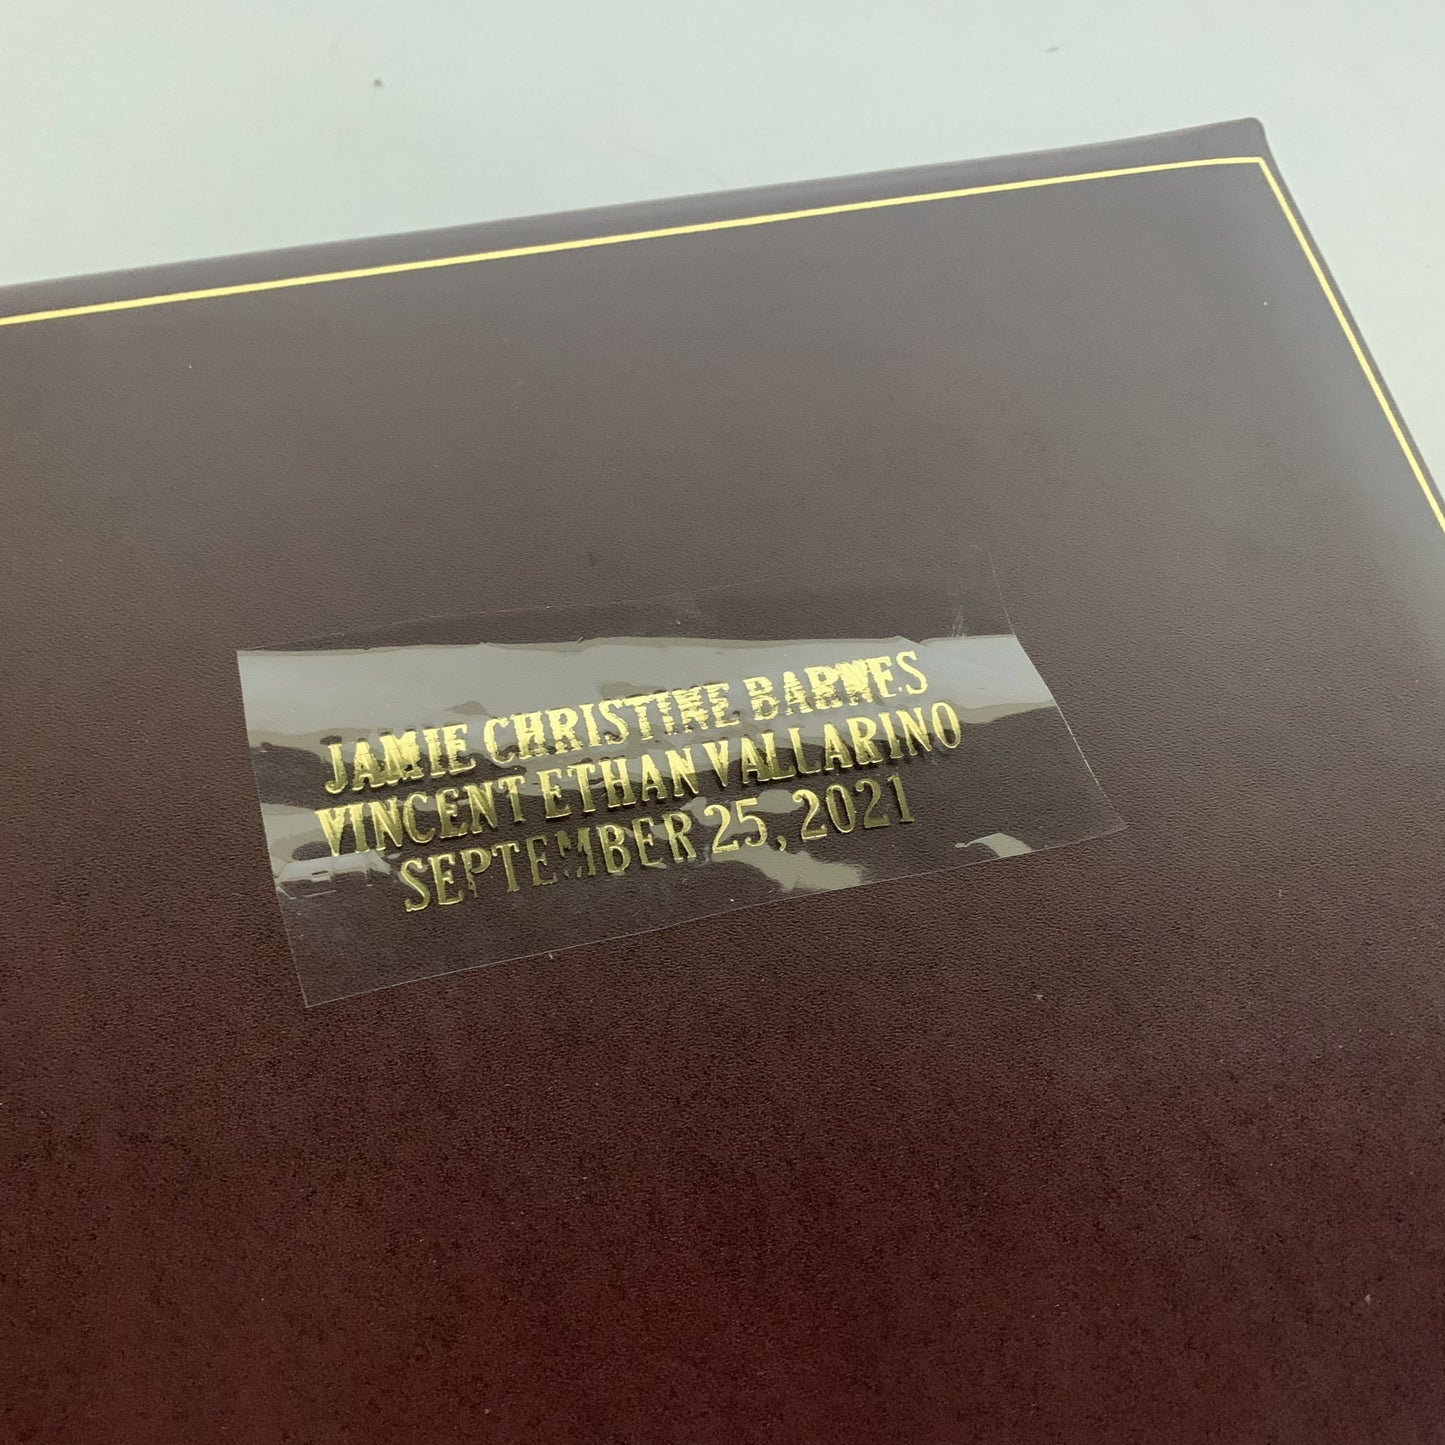 JAMIE CHRISTINE BARNES
VINCENT ETHAN VALLARINO
SEPTEMBER 25, 2021